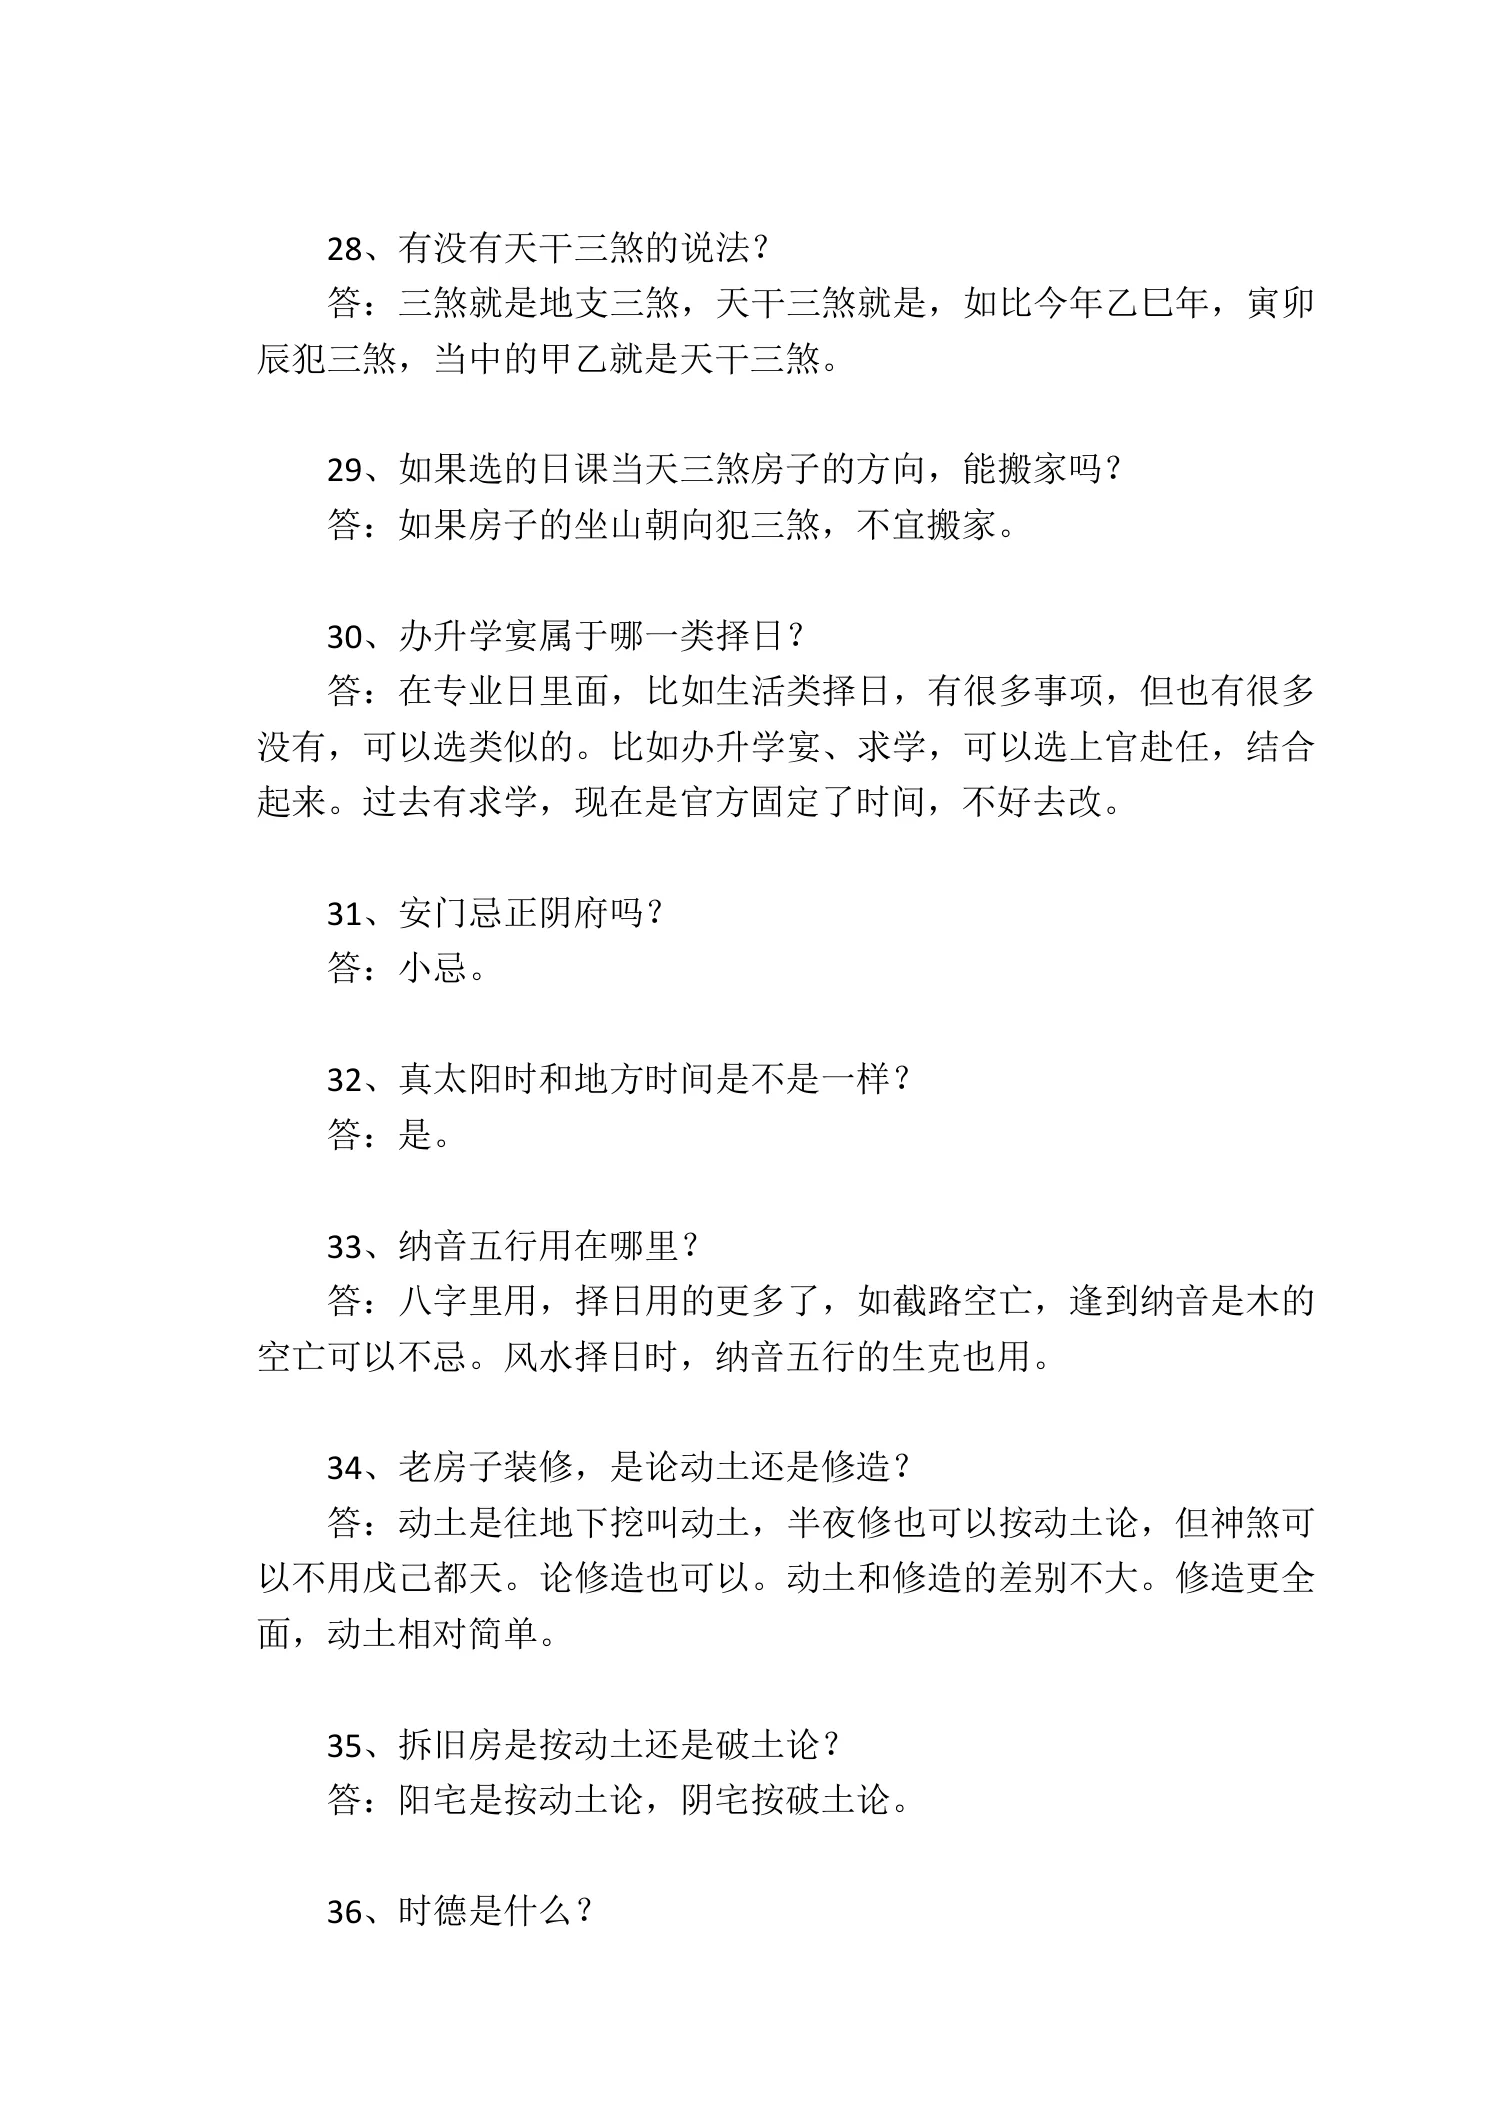 28、有没有天干三煞的说法？
答：三煞就是地支三煞，天干三煞就是，如比今年乙巳年，寅卯
辰犯三煞，当中的甲乙就是天干三煞。
29、如果选的日课当天三煞房子的方向，能搬家吗？
答：如果房子的坐山朝向犯三煞，不宜搬家。
30、办升学宴属于哪一类择日？
答：在专业日里面，比如生活类择日，有很多事项，但也有很多
没有，可以选类似的。比如办升学宴、求学，可以选上官赴任，结合
起来。过去有求学，现在是官方固定了时间，不好去改。
31、安门忌正阴府吗？
答：小忌。
32、真太阳时和地方时间是不是一样？
答：是。
33、纳音五行用在哪里？
答：八字里用，择日用的更多了，如截路空亡，逢到纳音是木的
空亡可以不忌。风水择日时，纳音五行的生克也用。
34、老房子装修，是论动土还是修造？
答：动土是往地下挖叫动土，半夜修也可以按动土论，但神煞可
以不用戊己都天。论修造也可以。动土和修造的差别不大。修造更全
面，动土相对简单。
35、拆旧房是按动土还是破土论？
答：阳宅是按动土论，阴宅按破土论。
36、时德是什么？